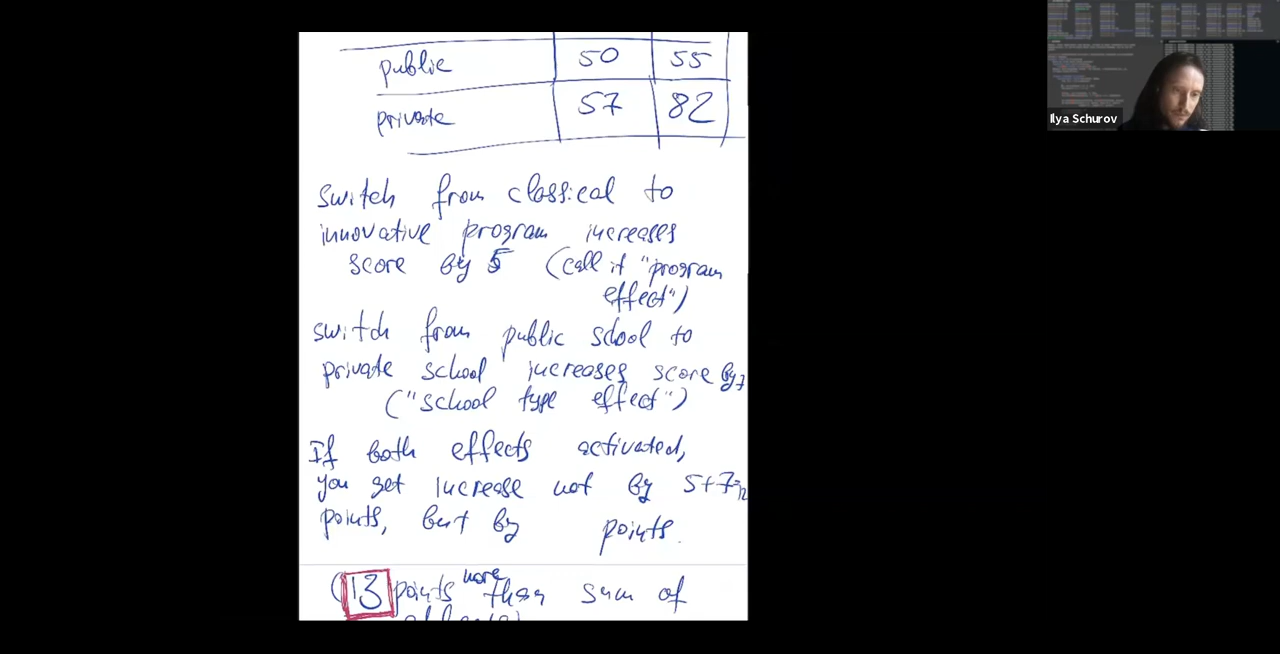 public 50 55
private 57 82
Ilya Schurov
switch from classical to
innovative program increases
score by 5 (call it "program
effect")
switch from public school to
private school increases score by 7
("school type effect")
If both effects activated,
you get increase not by 5+7=12
points, but by points.
(13 points more than sum of